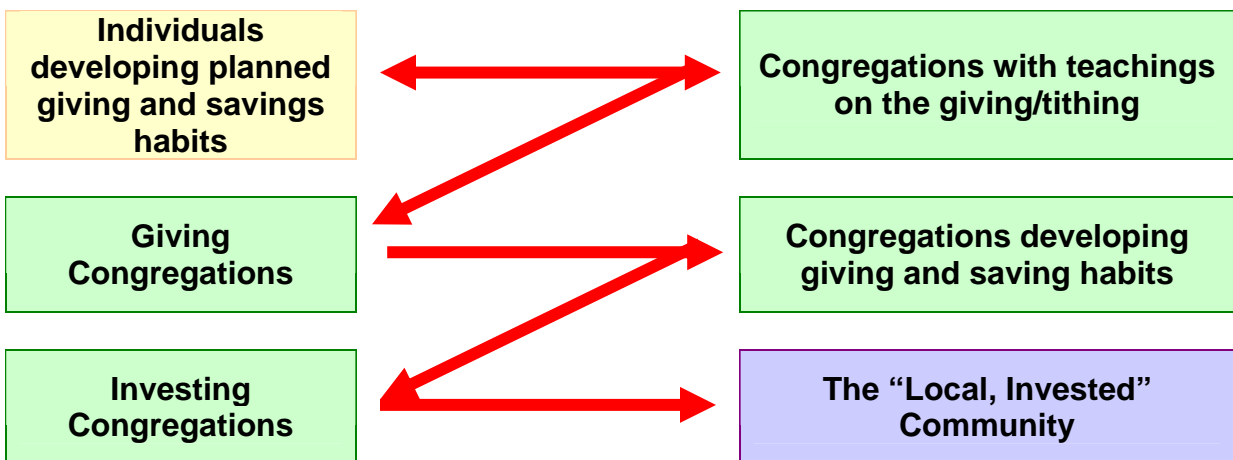 Individuals
developing planned
giving and savings
habits
Congregations with teachings
on the giving/tithing
Giving
Congregations
Congregations developing
giving and saving habits
Investing
Congregations
The “Local, Invested”
Community